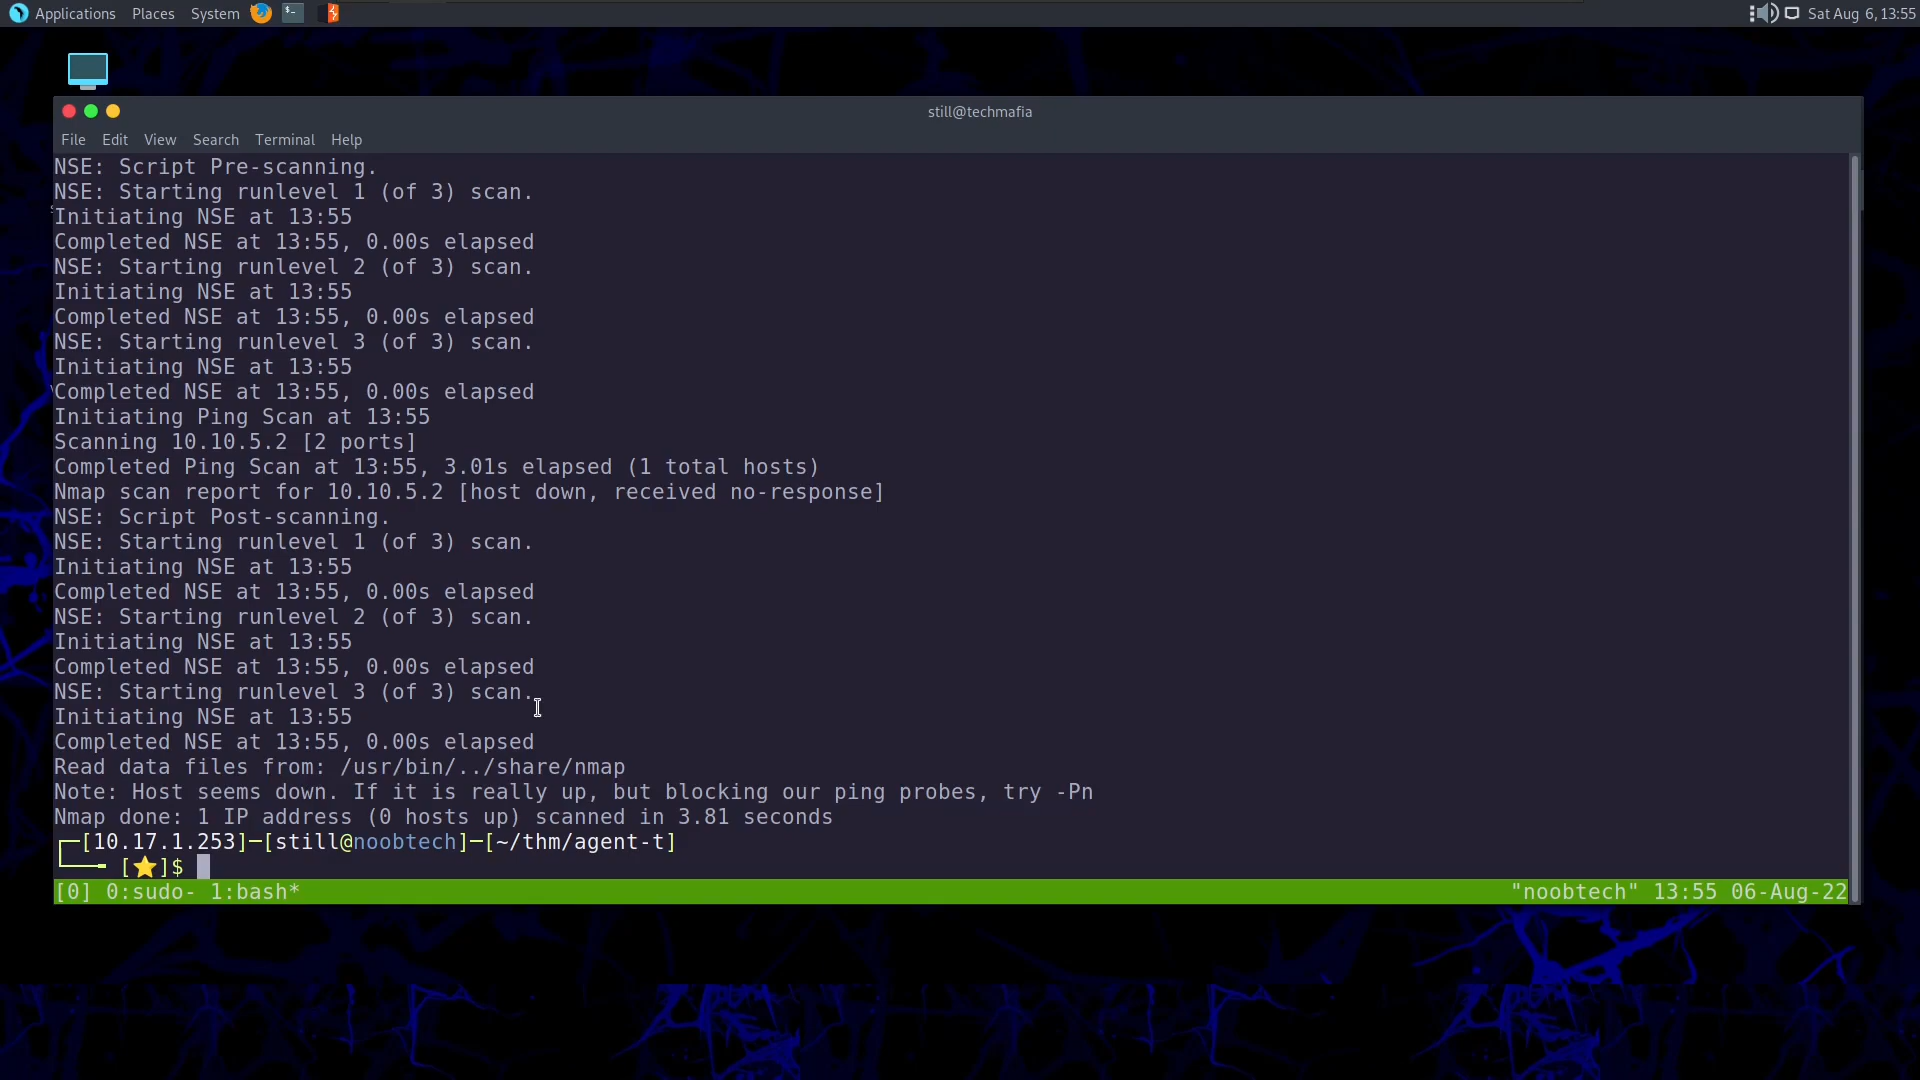 Applications Places System Sat Aug 6, 13:55
still@techmafia
File Edit View Search Terminal Help
NSE: Script Pre-scanning.
NSE: Starting runlevel 1 (of 3) scan.
Initiating NSE at 13:55
Completed NSE at 13:55, 0.00s elapsed
NSE: Starting runlevel 2 (of 3) scan.
Initiating NSE at 13:55
Completed NSE at 13:55, 0.00s elapsed
NSE: Starting runlevel 3 (of 3) scan.
Initiating NSE at 13:55
Completed NSE at 13:55, 0.00s elapsed
Initiating Ping Scan at 13:55
Scanning 10.10.5.2 [2 ports]
Completed Ping Scan at 13:55, 3.01s elapsed (1 total hosts)
Nmap scan report for 10.10.5.2 [host down, received no-response]
NSE: Script Post-scanning.
NSE: Starting runlevel 1 (of 3) scan.
Initiating NSE at 13:55
Completed NSE at 13:55, 0.00s elapsed
NSE: Starting runlevel 2 (of 3) scan.
Initiating NSE at 13:55
Completed NSE at 13:55, 0.00s elapsed
NSE: Starting runlevel 3 (of 3) scan.
Initiating NSE at 13:55
Completed NSE at 13:55, 0.00s elapsed
Read data files from: /usr/bin/../share/nmap
Note: Host seems down. If it is really up, but blocking our ping probes, try -Pn
Nmap done: 1 IP address (0 hosts up) scanned in 3.81 seconds
┌─[10.17.1.253]─[still@noobtech]─[~/thm/agent-t]
└──╼ [⭐]$
[0] 0:sudo- 1:bash* "noobtech" 13:55 06-Aug-22